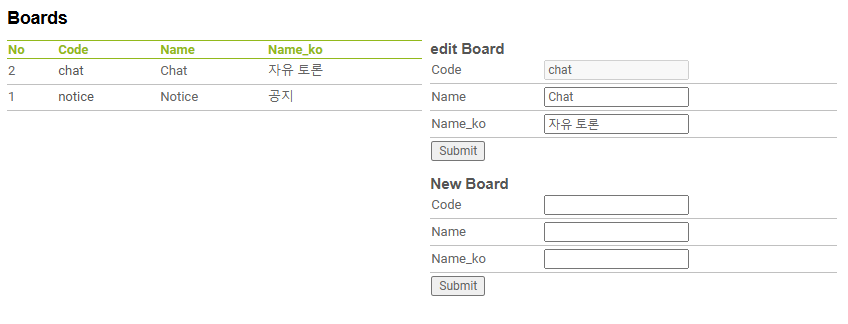 Boards
No Code Name Name_ko
2 chat Chat 자유 토론
1 notice Notice 공지
edit Board
Code chat
Name Chat
Name_ko 자유 토론
Submit
New Board
Code
Name
Name_ko
Submit